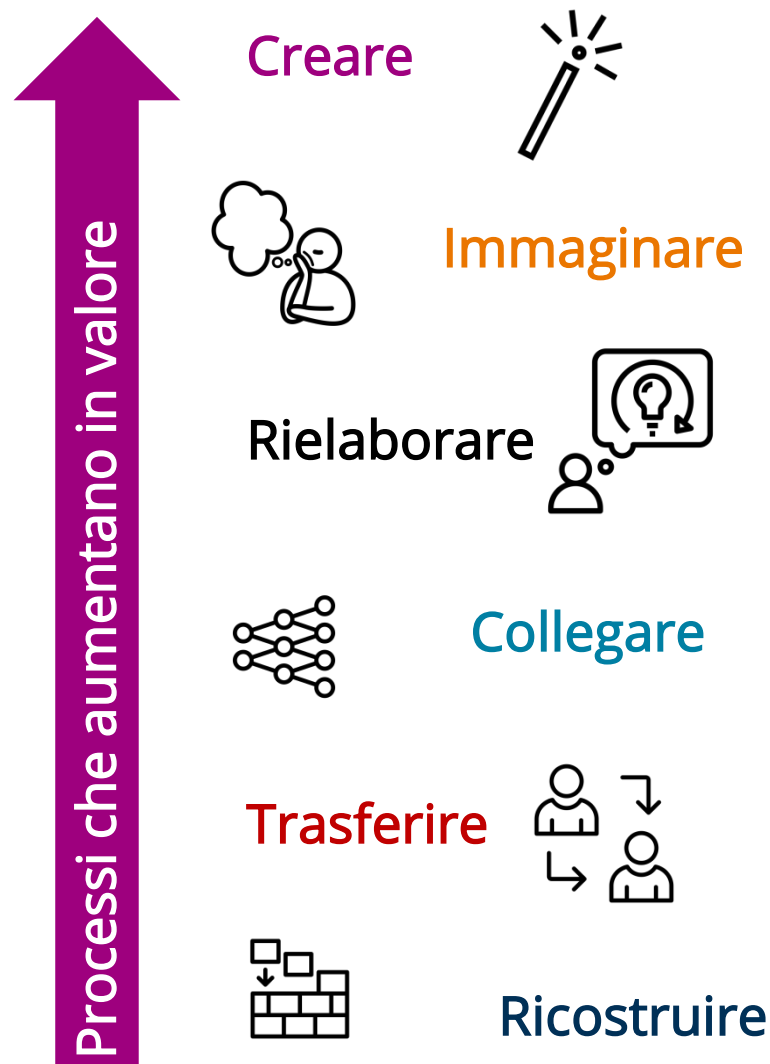 Creare
Immaginare
Rielaborare
Collegare
Trasferire
Ricostruire
Processi che aumentano in valore